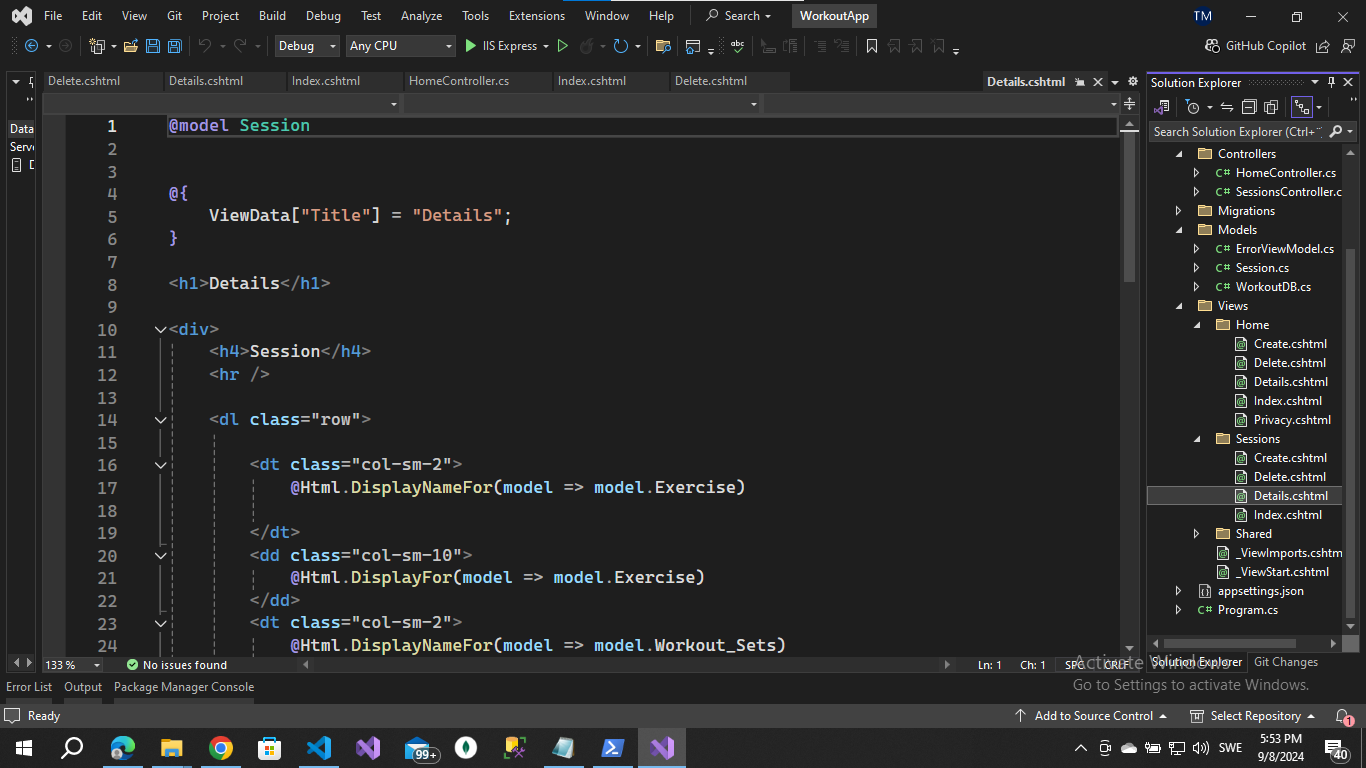 File Edit View Git Project Build Debug Test Analyze Tools Extensions Window Help Search WorkoutApp TM
Debug Any CPU IIS Express GitHub Copilot
Delete.cshtml Details.cshtml Index.cshtml HomeController.cs Index.cshtml Delete.cshtml Details.cshtml
Data
Serv
D
1 @model Session
2
3
4 @{
5 ViewData["Title"] = "Details";
6 }
7
8 <h1>Details</h1>
9
10 <div>
11 <h4>Session</h4>
12 <hr />
13
14 <dl class="row">
15
16 <dt class="col-sm-2">
17 @Html.DisplayNameFor(model => model.Exercise)
18
19 </dt>
20 <dd class="col-sm-10">
21 @Html.DisplayFor(model => model.Exercise)
22 </dd>
23 <dt class="col-sm-2">
24 @Html.DisplayNameFor(model => model.Workout_Sets)
133 % No issues found Ln: 1 Ch: 1 SPC CRLF
Solution Explorer
Search Solution Explorer (Ctrl+
Controllers
C# HomeController.cs
C# SessionsController.c
Migrations
Models
C# ErrorViewModel.cs
C# Session.cs
C# WorkoutDB.cs
Views
Home
Create.cshtml
Delete.cshtml
Details.cshtml
Index.cshtml
Privacy.cshtml
Sessions
Create.cshtml
Delete.cshtml
Details.cshtml
Index.cshtml
Shared
_ViewImports.cshtm
_ViewStart.cshtml
appsettings.json
C# Program.cs
Solution Explorer Git Changes
Activate Windows
Go to Settings to activate Windows.
Error List Output Package Manager Console
Ready Add to Source Control Select Repository 1
99+ SWE 5:53 PM
9/8/2024 40